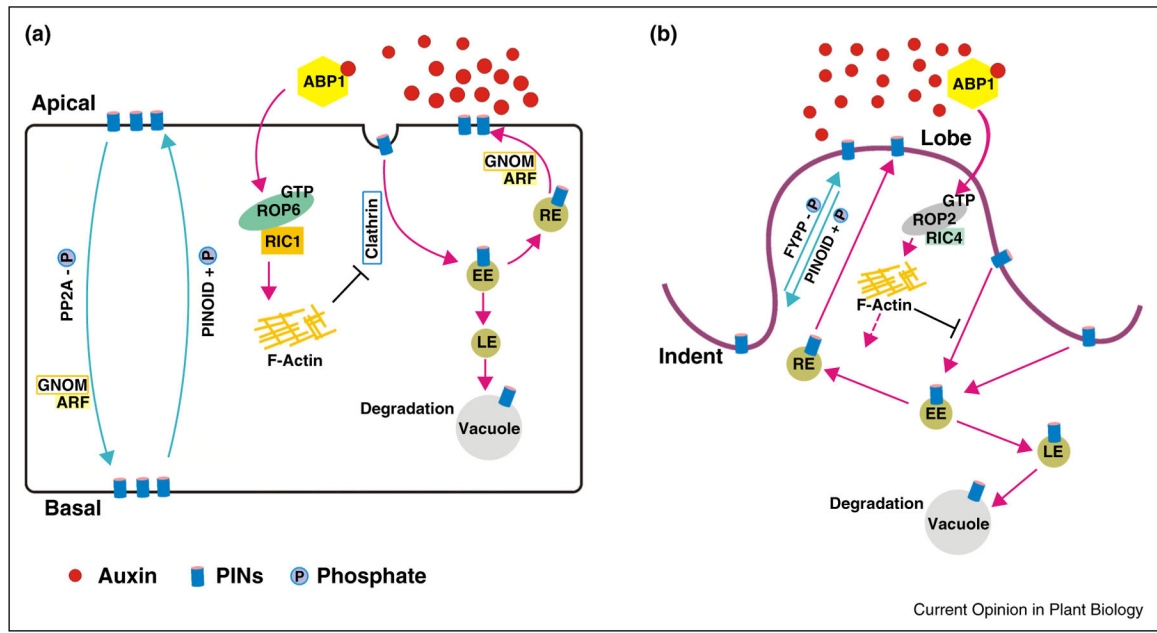 (a)
ABP1
Apical
GNOM
ARF
GTP
ROP6
RIC1
Clathrin
RE
PP2A - P
PINOID + P
EE
F-Actin
LE
GNOM
ARF
Degradation
Vacuole
Basal
(b)
ABP1
Lobe
GTP
ROP2
RIC4
FYPP - P
PINOID + P
F-Actin
Indent
RE
EE
LE
Degradation
Vacuole
Auxin
PINs
P Phosphate
Current Opinion in Plant Biology